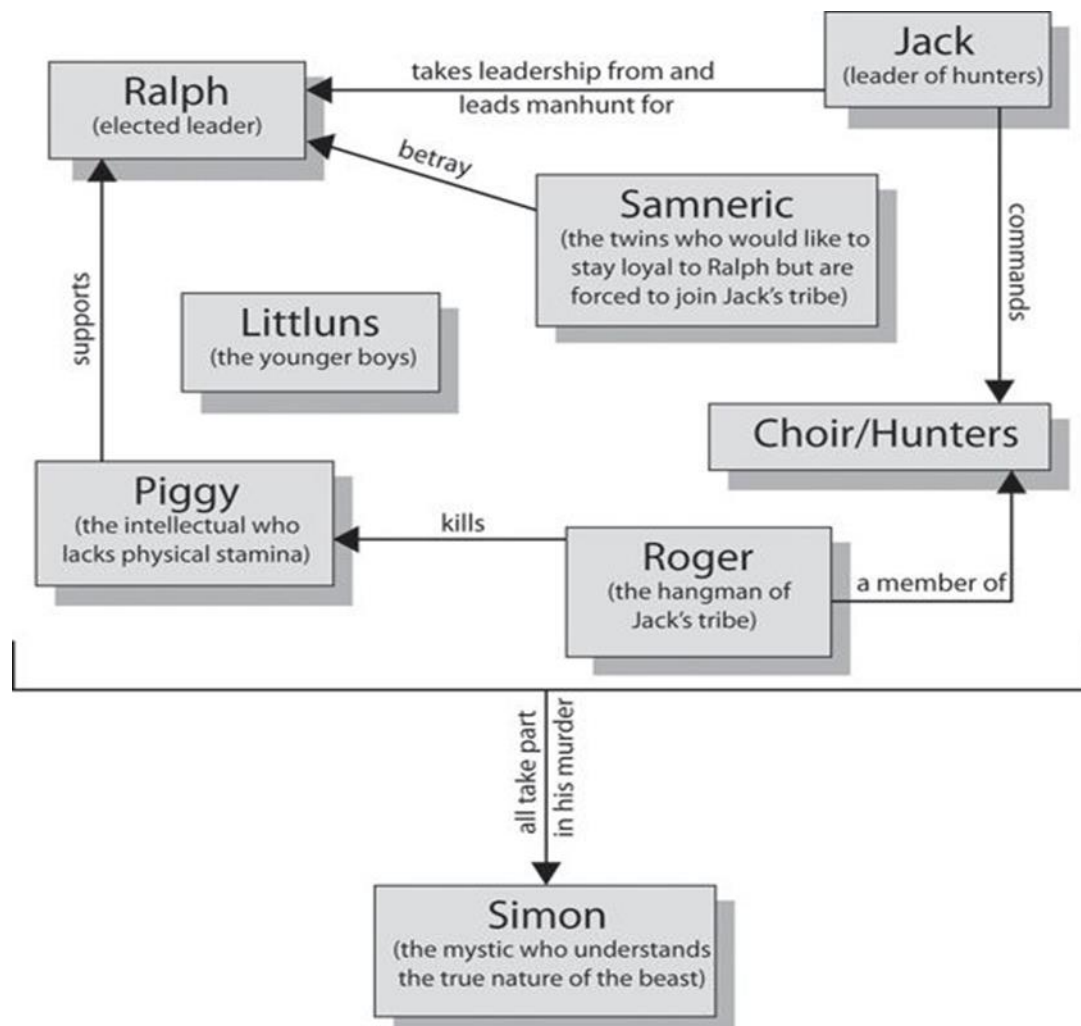 Jack
(leader of hunters)
takes leadership from and
leads manhunt for
Ralph
(elected leader)
betray
Samneric
(the twins who would like to
stay loyal to Ralph but are
forced to join Jack's tribe)
commands
supports
Littluns
(the younger boys)
Choir/Hunters
Piggy
(the intellectual who
lacks physical stamina)
kills
Roger
(the hangman of
Jack's tribe)
a member of
all take part
in his murder
Simon
(the mystic who understands
the true nature of the beast)